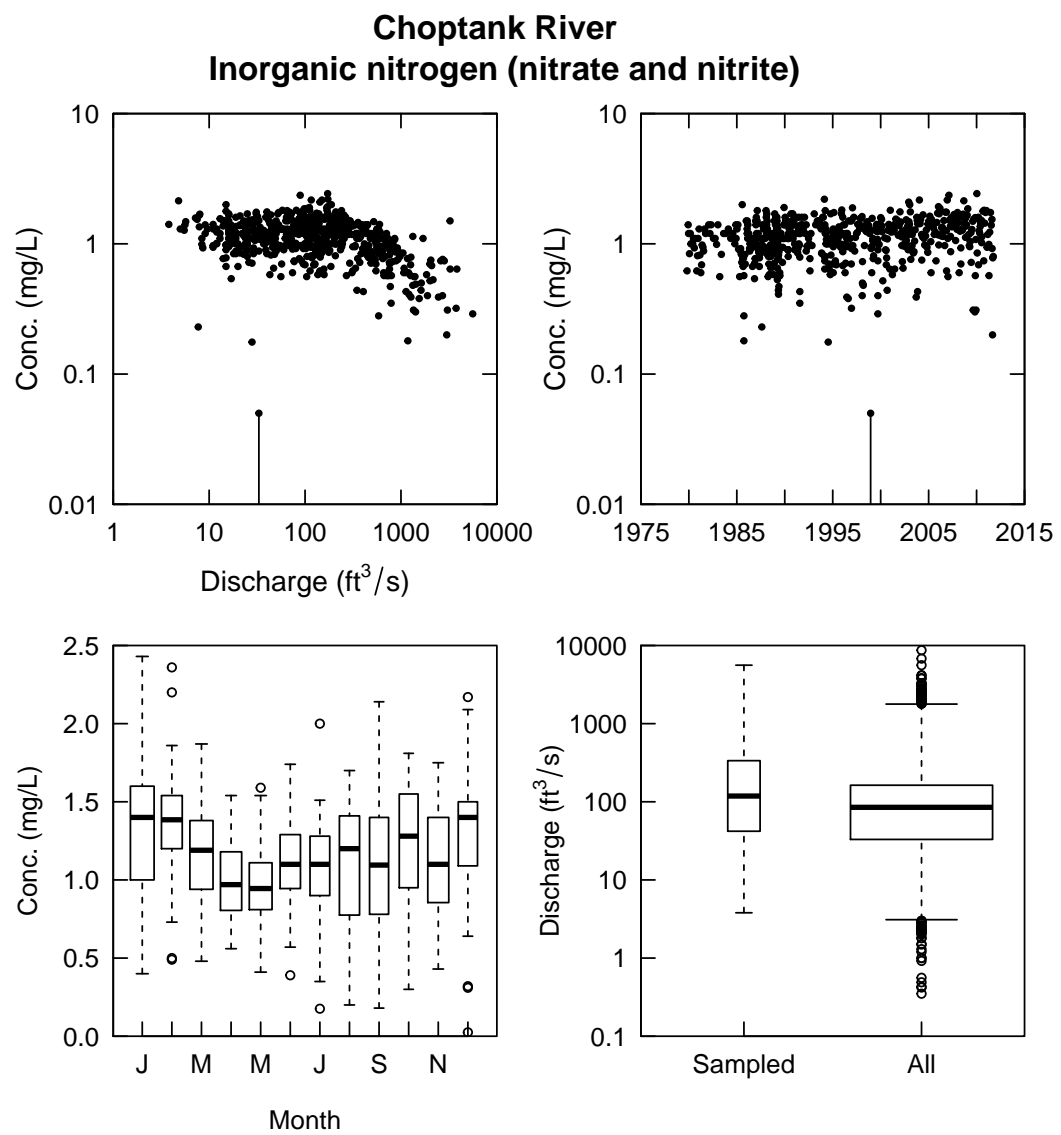 Choptank River
Inorganic nitrogen (nitrate and nitrite)
10
1
0.1
0.01
Conc. (mg/L)
1 10 100 1000 10000
Discharge (ft³/s)
10
1
0.1
0.01
Conc. (mg/L)
1975 1985 1995 2005 2015
2.5
2.0
1.5
1.0
0.5
0.0
Conc. (mg/L)
J M M J S N
Month
10000
1000
100
10
1
0.1
Discharge (ft³/s)
Sampled All